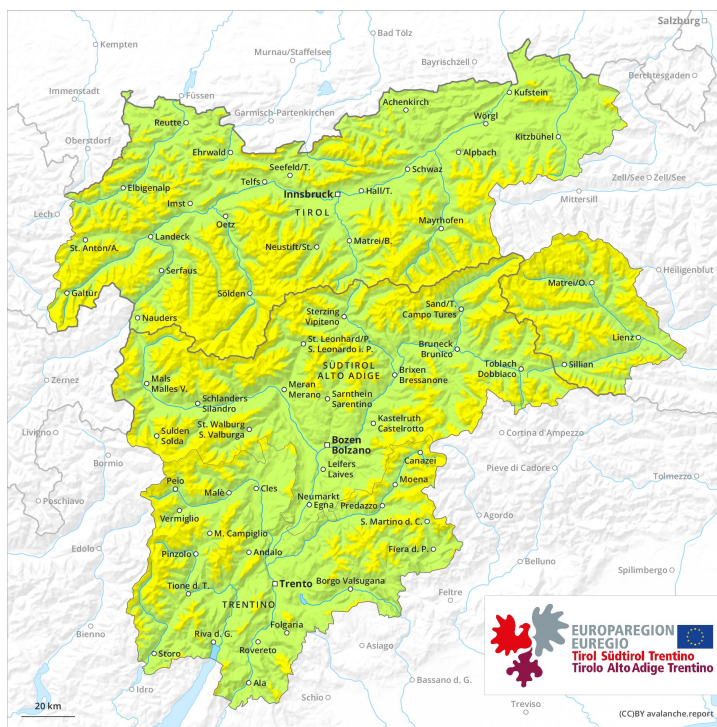 Salzburg
Kempten
Bad Tölz
Murnau/Staffelsee
Bayrischzell
Berchtesgaden
Immenstadt
Füssen
Kufstein
Achenkirch
Garmisch-Partenkirchen
Wörgl
Reutte
Kitzbühel
Oberstdorf
Ehrwald
Alpbach
Seefeld/T.
Schwaz
Zell/See
Zell/See
Telfs
Elbigenalp
Innsbruck
Hall/T.
Mittersill
Imst
TIROL
Lech
Oetz
Mayrhofen
Landeck
Matrei/B.
St. Anton/A.
Neustift/St.
Serfaus
Heiligenblut
Matrei/O.
Galtür
Sölden
Sand/T.
Campo Tures
Nauders
Sterzing
Vipiteno
Lienz
St. Leonhard/P.
S. Leonardo i. P.
Bruneck
Brunico
Toblach
Dobbiaco
Sillian
SÜDTIROL
ALTO ADIGE
Brixen
Bressanone
Zernez
Mals
Malles V.
Meran
Merano
Sarnthein
Sarentino
Schlanders
Silandro
St. Walburg
S. Valburga
Kastelruth
Castelrotto
Livigno
Sulden
Solda
Cortina d'Ampezzo
Bozen
Bolzano
Bormio
Canazei
Pieve di Cadore
Leifers
Laives
Tolmezzo
Poschiavo
Peio
Malè
Cles
Moena
Neumarkt
Egna
Predazzo
Vermiglio
Agordo
S. Martino d. C.
M. Campiglio
Edolo
Pinzolo
Andalo
Fiera d. P.
Belluno
Spilimbergo
Tione d. T.
Trento
Borgo Valsugana
Feltre
TRENTINO
Bienno
Folgaria
Riva d. G.
EUROPAREGION
EUREGIO
Tirol Südtirol Trentino
Tirolo Alto Adige Trentino
Storo
Rovereto
Asiago
Ala
Bassano d. G.
Idro
Schio
20 km
Treviso
(CC)BY avalanche.report